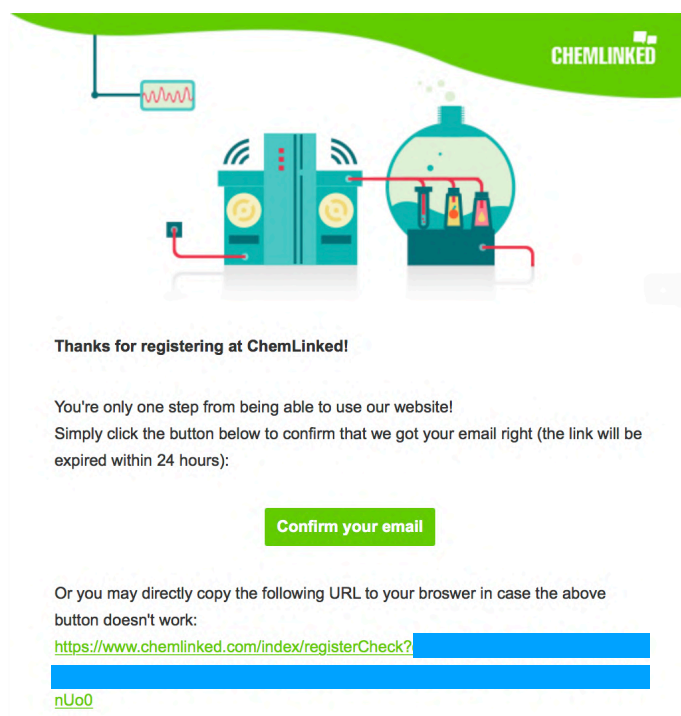 CHEMLINKED
Thanks for registering at ChemLinked!
You're only one step from being able to use our website!
Simply click the button below to confirm that we got your email right (the link will be
expired within 24 hours):
Confirm your email
Or you may directly copy the following URL to your broswer in case the above
button doesn't work:
https://www.chemlinked.com/index/registerCheck?
nUo0